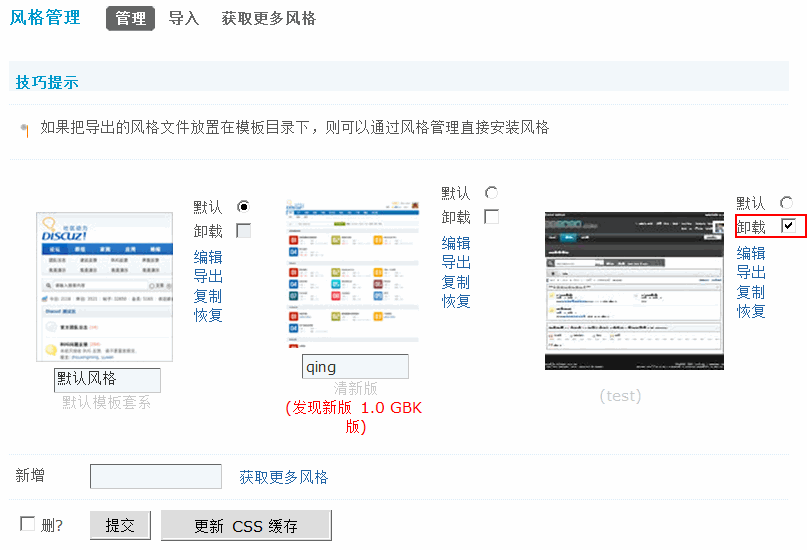 风格管理 管理 导入 获取更多风格
技巧提示
如果把导出的风格文件放置在模板目录下，则可以通过风格管理直接安装风格
社区动力
DISCUZ!
默认
卸载
编辑
导出
复制
恢复
默认风格
默认模板套系
默认
卸载
编辑
导出
复制
恢复
qing
清新版
(发现新版 1.0 GBK
版)
默认
卸载
编辑
导出
复制
恢复
(test)
新增 获取更多风格
删? 提交 更新 CSS 缓存